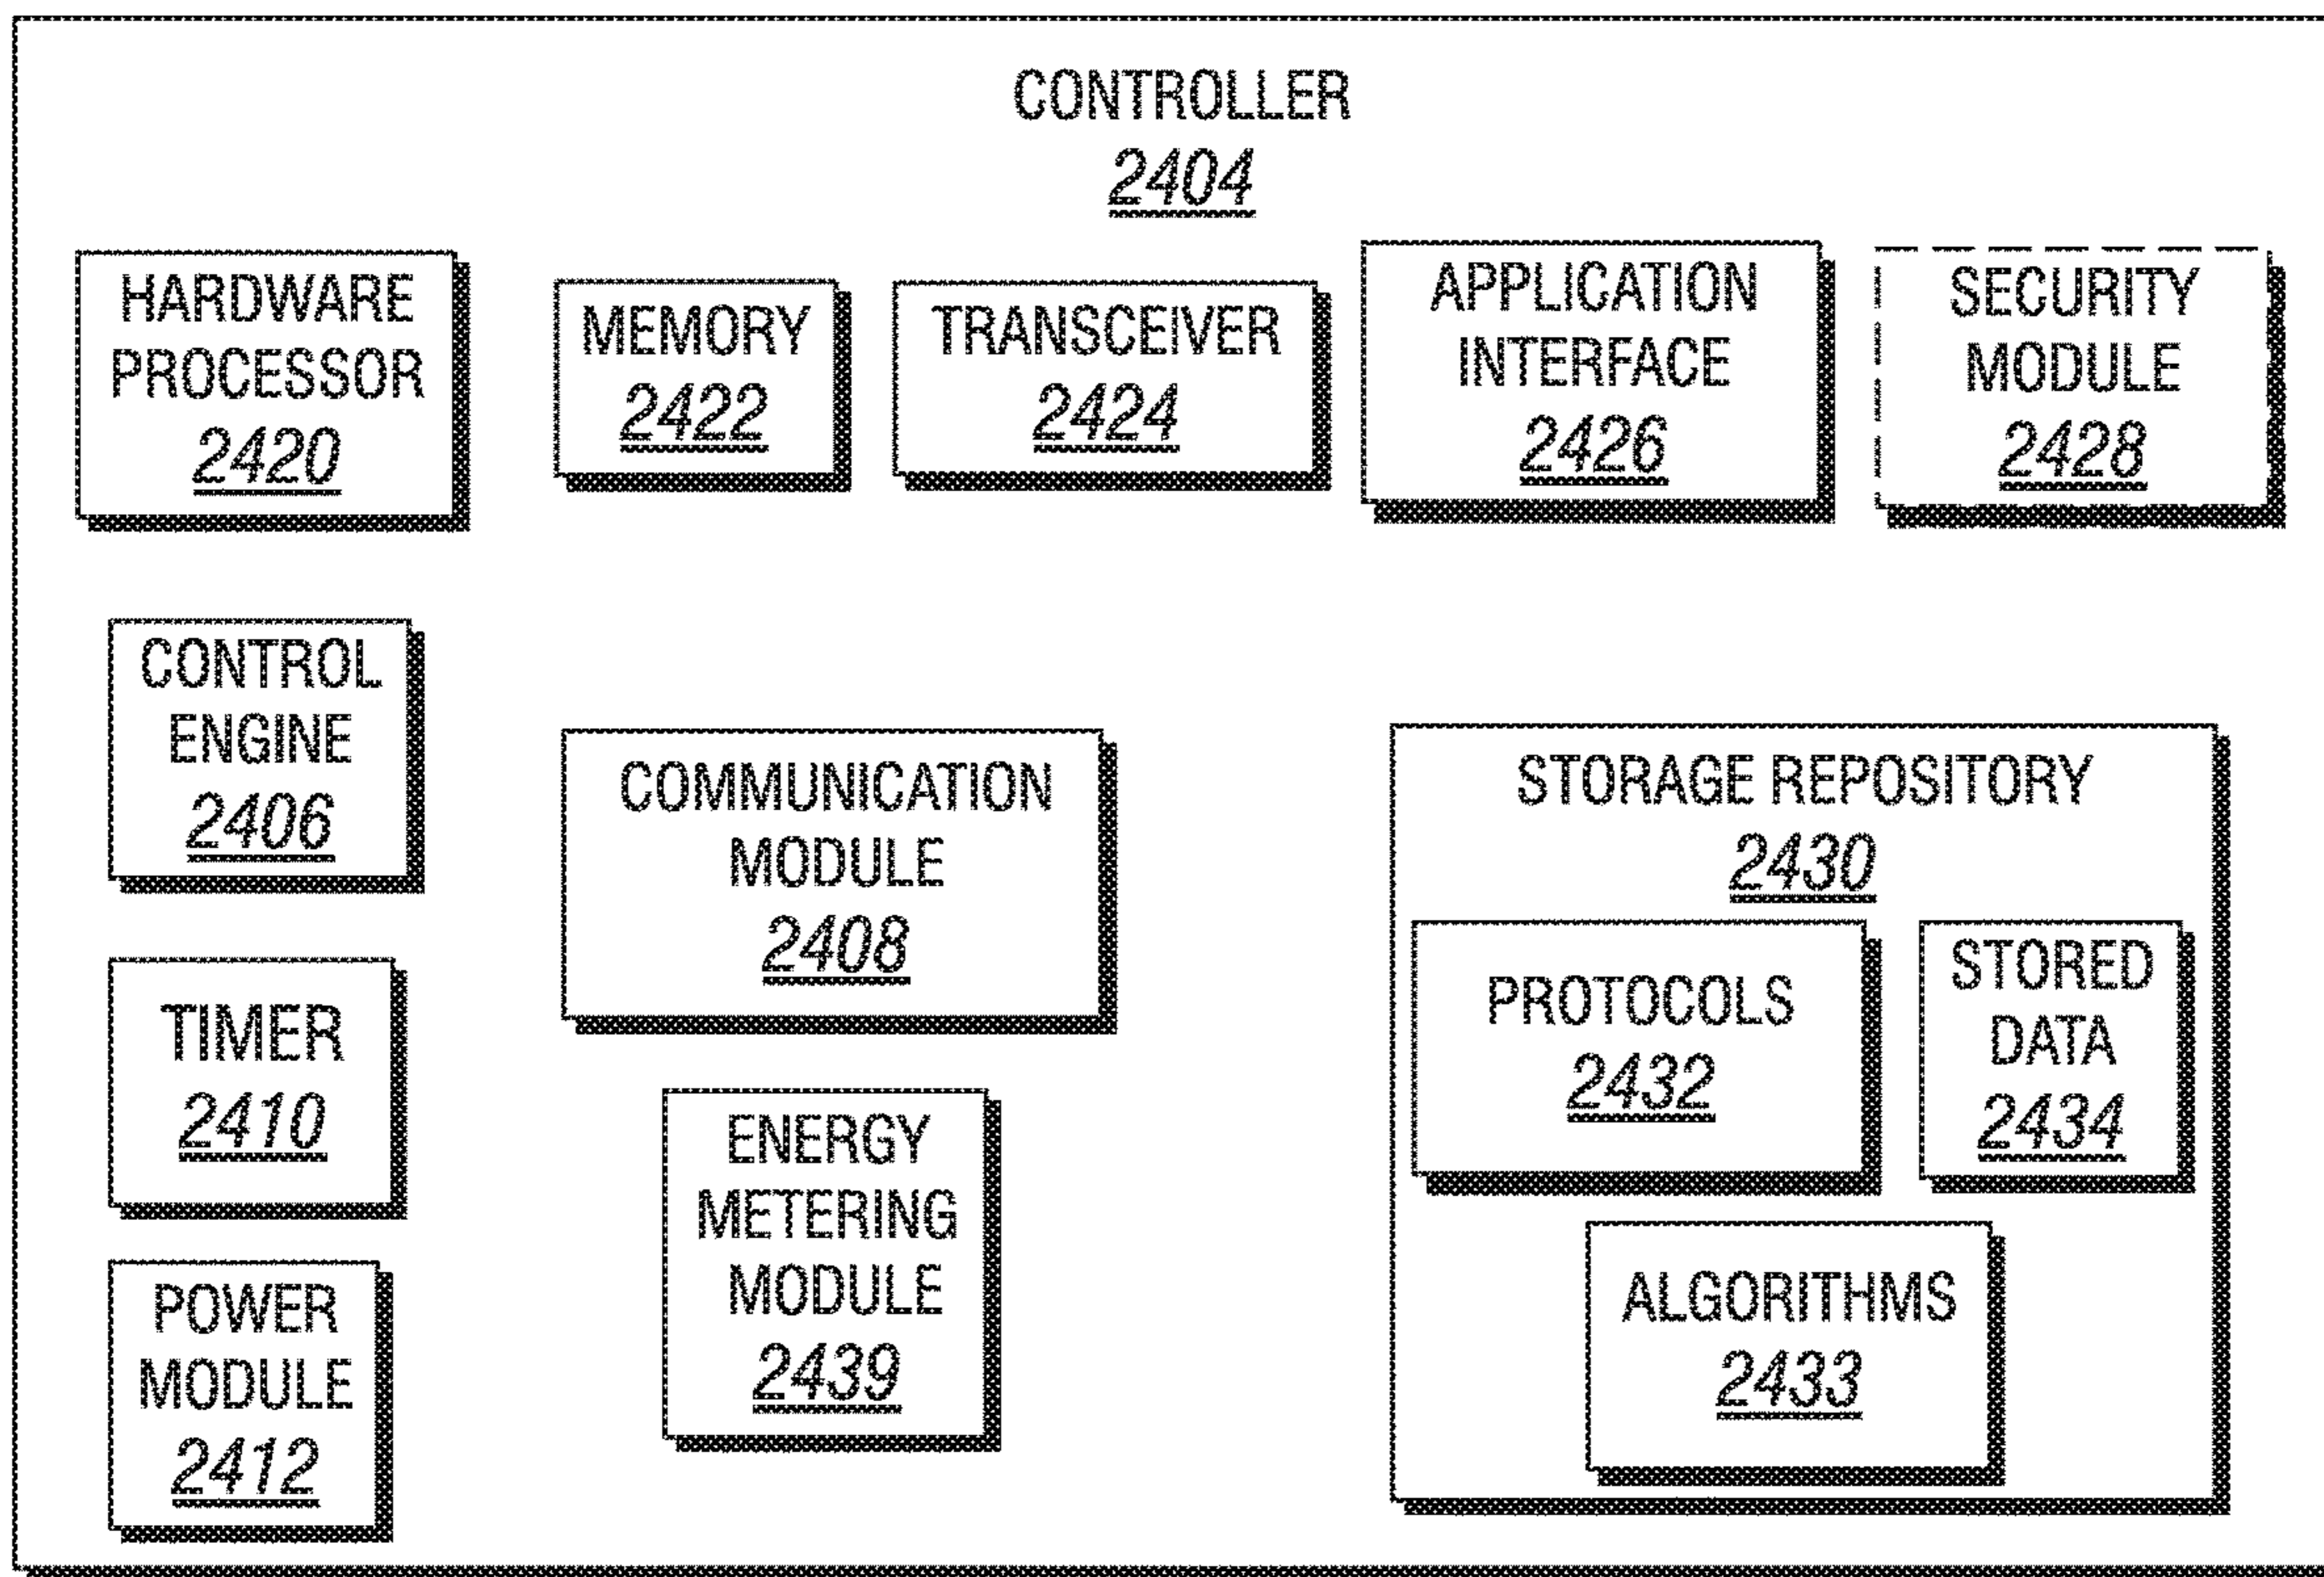 CONTROLLER
2404
HARDWARE
PROCESSOR
2420
MEMORY
2422
TRANSCEIVER
2424
APPLICATION
INTERFACE
2426
SECURITY
MODULE
2428
CONTROL
ENGINE
2406
TIMER
2410
POWER
MODULE
2412
COMMUNICATION
MODULE
2408
ENERGY
METERING
MODULE
2439
STORAGE REPOSITORY
2430
PROTOCOLS
2432
STORED
DATA
2434
ALGORITHMS
2433